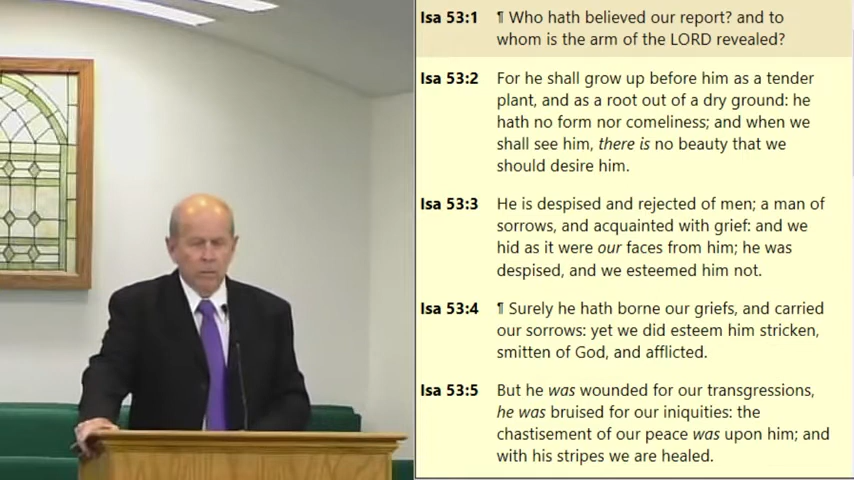 Isa 53:1 ¶ Who hath believed our report? and to
whom is the arm of the LORD revealed?
Isa 53:2 For he shall grow up before him as a tender
plant, and as a root out of a dry ground: he
hath no form nor comeliness; and when we
shall see him, there is no beauty that we
should desire him.
Isa 53:3 He is despised and rejected of men; a man of
sorrows, and acquainted with grief: and we
hid as it were our faces from him; he was
despised, and we esteemed him not.
Isa 53:4 ¶ Surely he hath borne our griefs, and carried
our sorrows: yet we did esteem him stricken,
smitten of God, and afflicted.
Isa 53:5 But he was wounded for our transgressions,
he was bruised for our iniquities: the
chastisement of our peace was upon him; and
with his stripes we are healed.